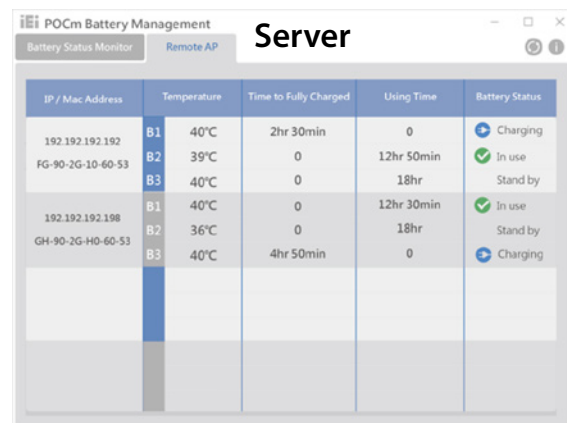 iEi POCm Battery Management
Server
Battery Status Monitor Remote AP
IP / Mac Address Temperature Time to Fully Charged Using Time Battery Status
192.192.192.192
FG-90-2G-10-60-53
B1 40℃ 2hr 30min 0 Charging
B2 39℃ 0 12hr 50min In use
B3 40℃ 0 18hr Stand by
192.192.192.198
GH-90-2G-H0-60-53
B1 40℃ 0 12hr 30min In use
B2 36℃ 0 18hr Stand by
B3 40℃ 4hr 50min 0 Charging